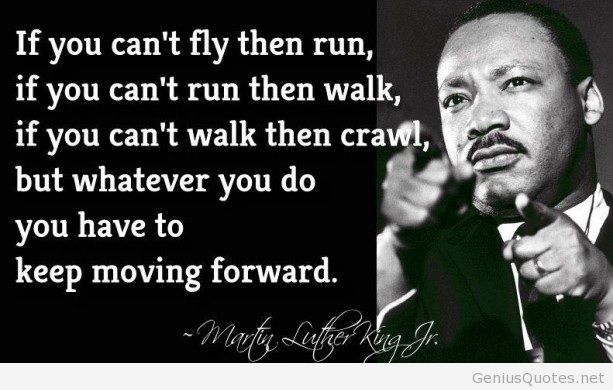 If you can't fly then run,
if you can't run then walk,
if you can't walk then crawl,
but whatever you do
you have to
keep moving forward.
~Martin Luther King Jr.
GeniusQuotes.net